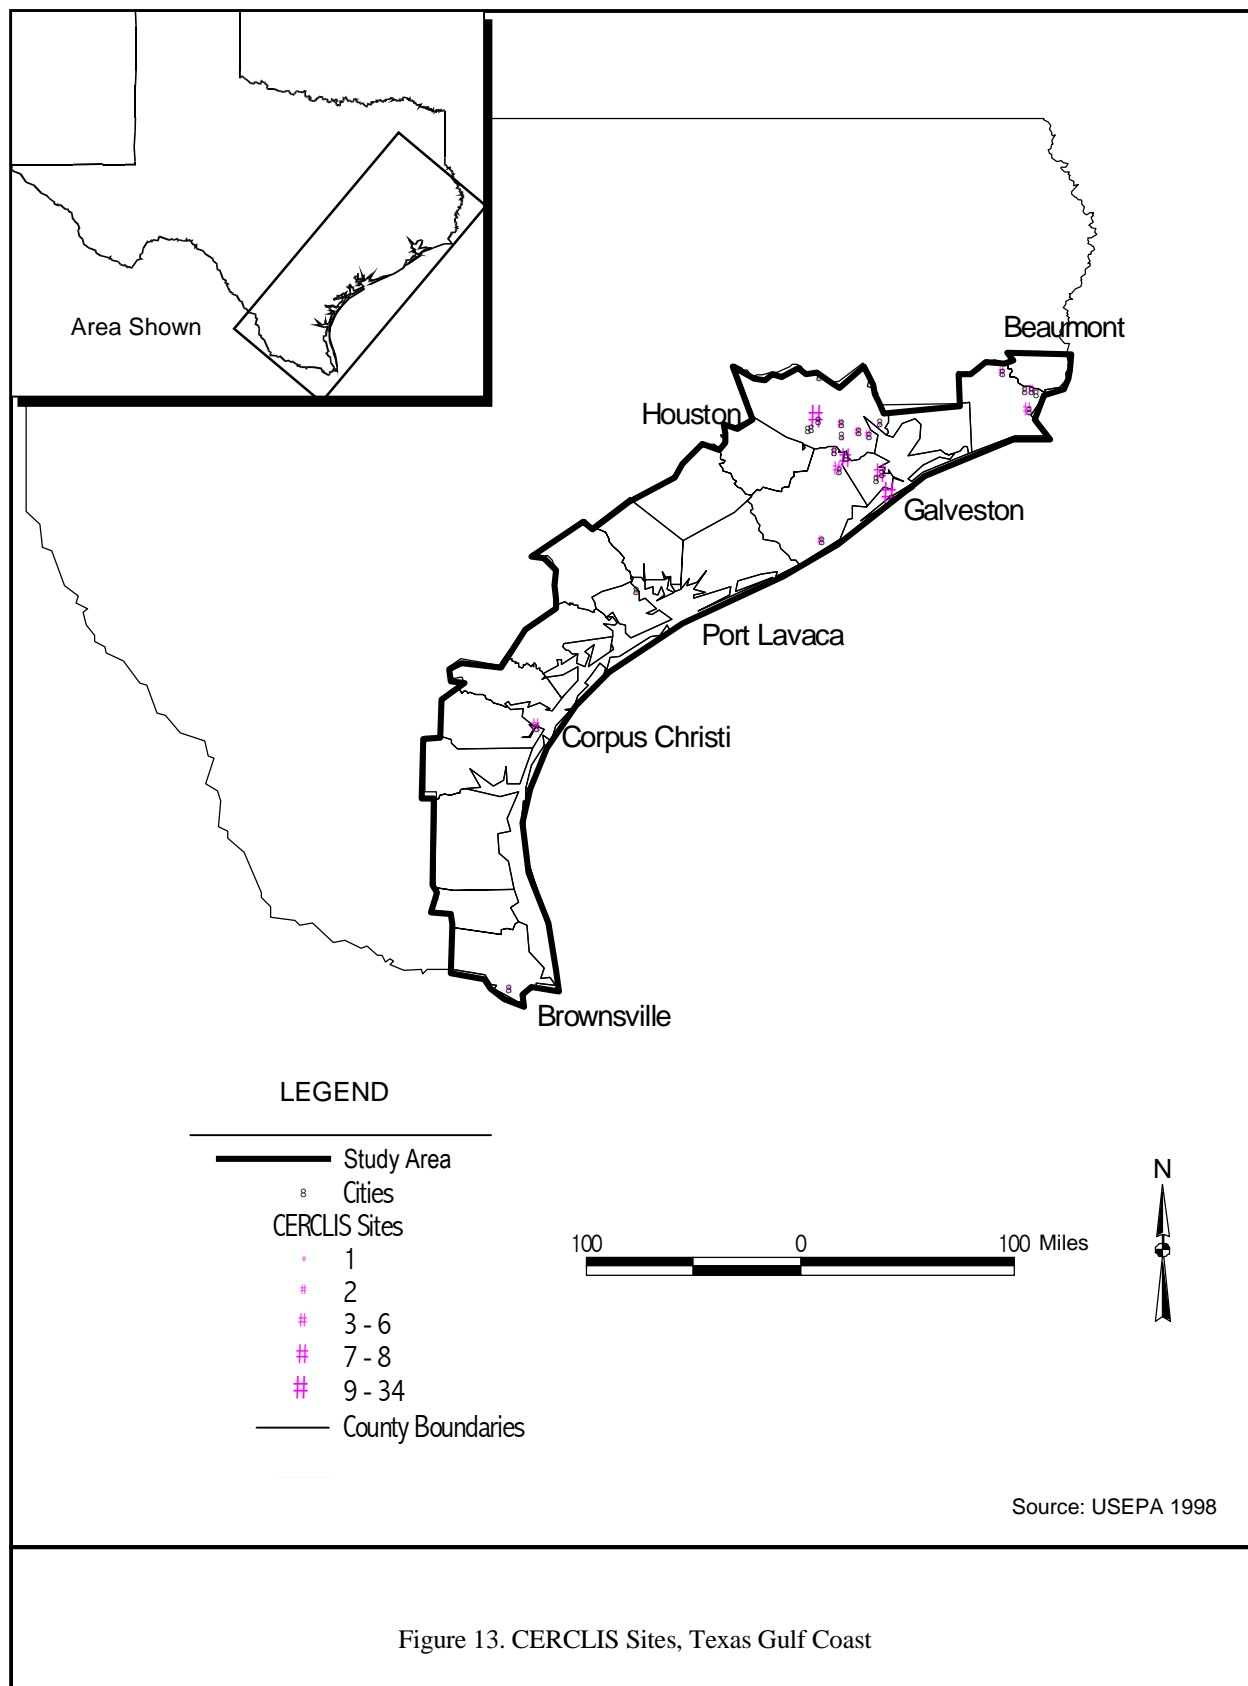 Area Shown
Beaumont
Houston
Galveston
Port Lavaca
Corpus Christi
Brownsville
LEGEND
Study Area
Cities
CERCLIS Sites
1
2
3 - 6
7 - 8
9 - 34
County Boundaries
100 0 100 Miles
N
Source: USEPA 1998
Figure 13. CERCLIS Sites, Texas Gulf Coast